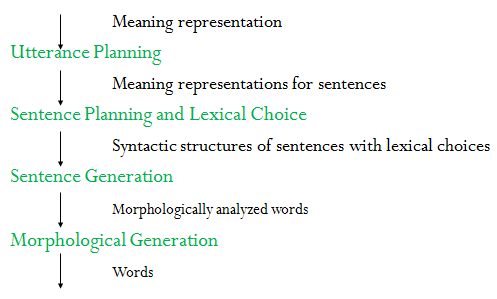 Meaning representation
Utterance Planning
Meaning representations for sentences
Sentence Planning and Lexical Choice
Syntactic structures of sentences with lexical choices
Sentence Generation
Morphologically analyzed words
Morphological Generation
Words